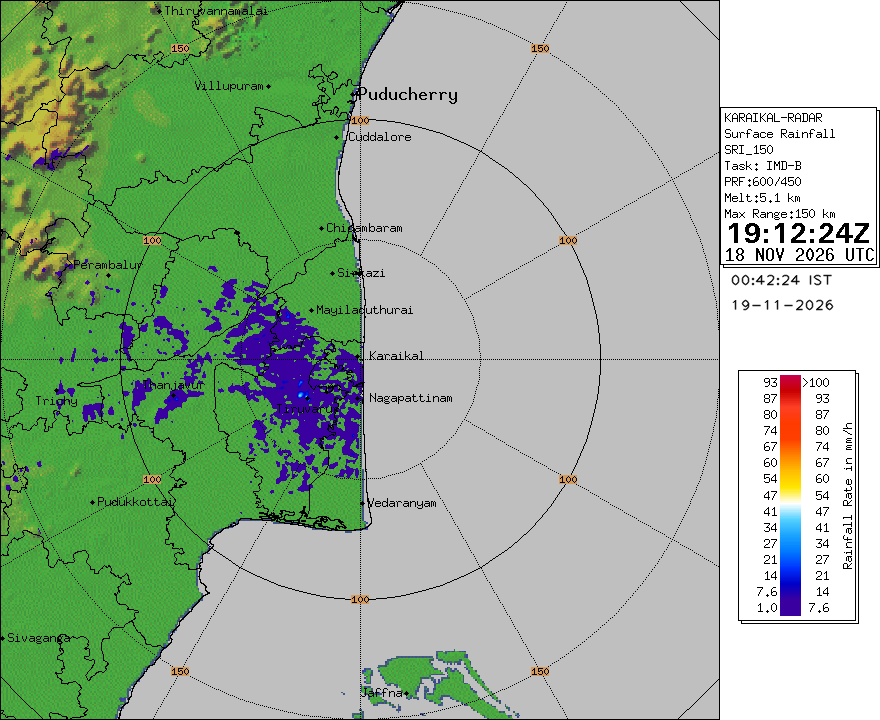 Thiruvannamalai
150
150
Villupuram
Puducherry
100
Cuddalore
KARAIKAL-RADAR
Surface Rainfall
SRI_150
Task: IMD-B
PRF:600/450
Melt:5.1 km
Max Range:150 km
19:12:24Z
18 NOV 2026 UTC
00:42:24 IST
19-11-2026
Chidambaram
100
100
Perambalur
Sirkazi
Mayiladuthurai
Karaikal
Thanjavur
Trichy
Nagapattinam
Tiruvarur
100
100
Pudukkottai
Vedaranyam
100
Sivaganga
150
150
Jaffna
93 >100
87 93
80 87
74 80
67 74
60 67
54 60
47 54
41 47
34 41
27 34
21 27
14 21
7.6 14
1.0 7.6
Rainfall Rate in mm/h